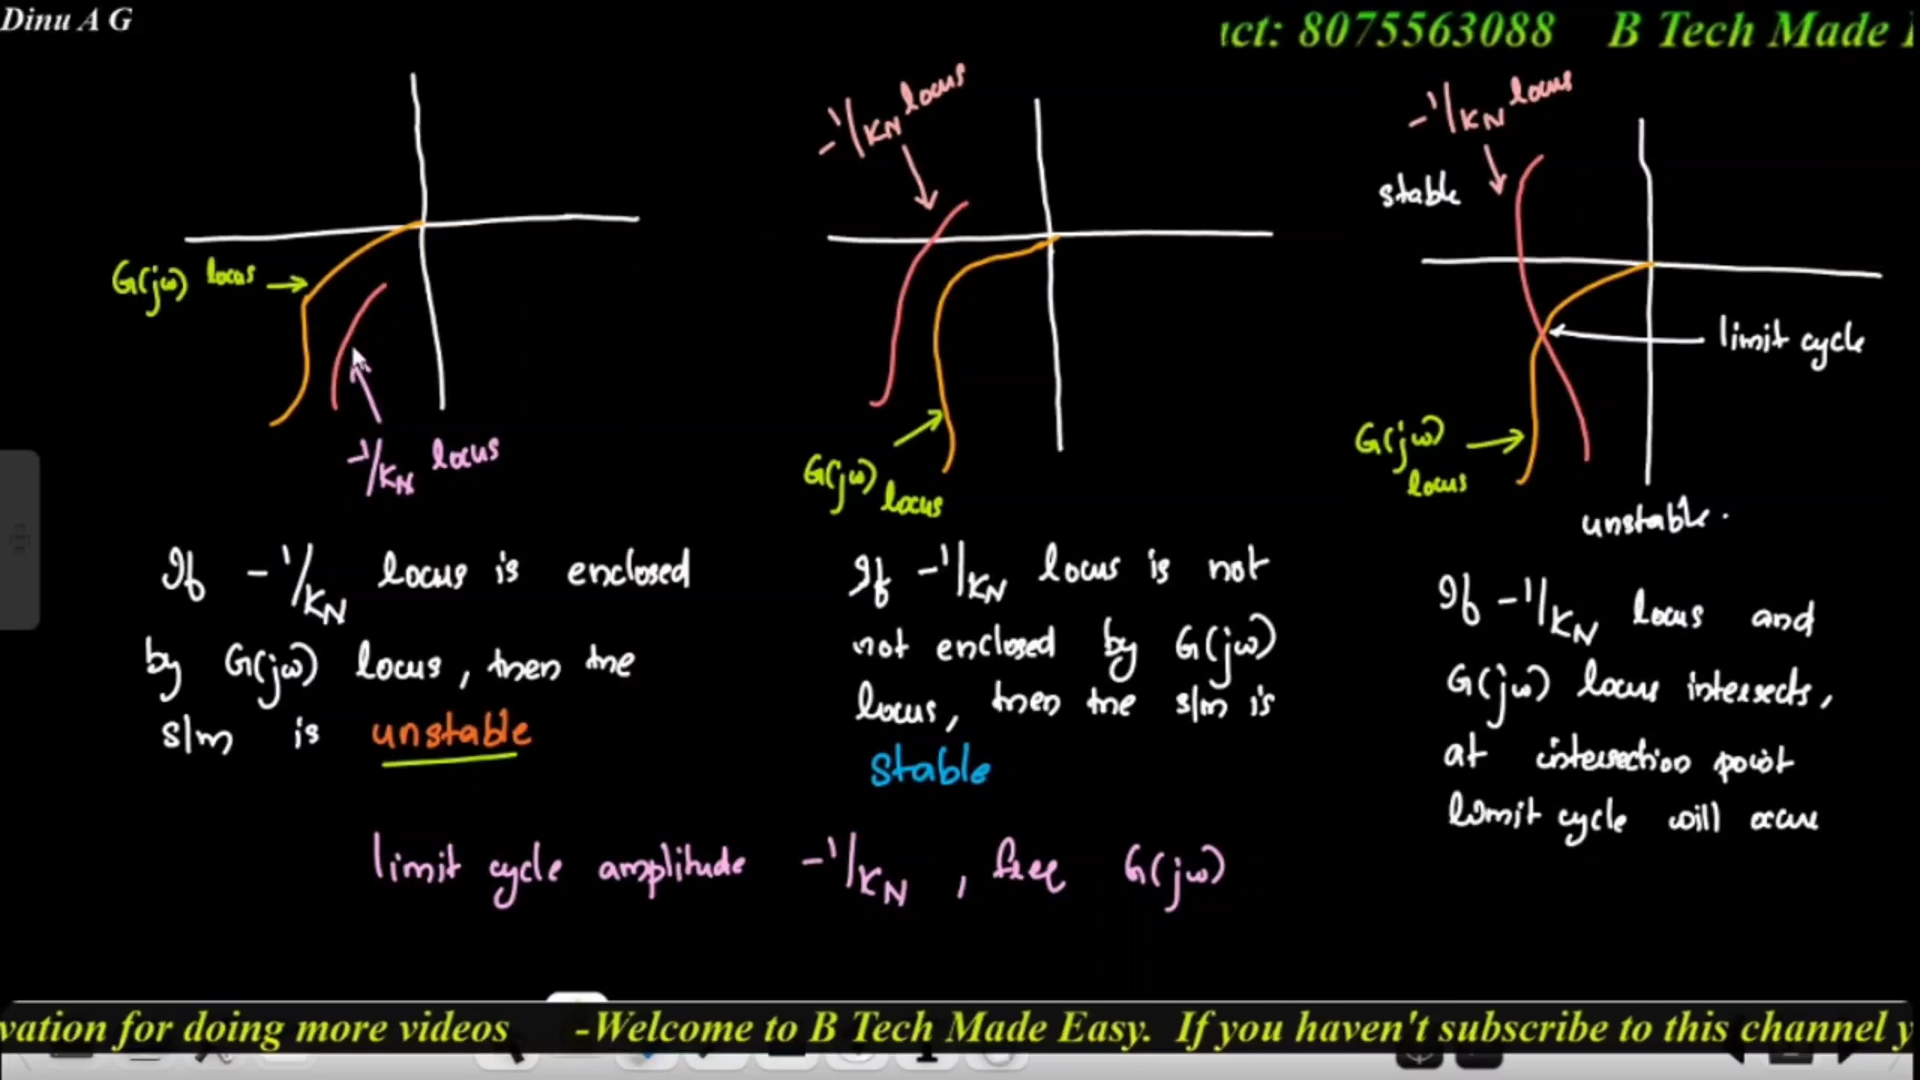 Dinu A G
act: 8075563088    B Tech Made
G(jω) locus
-1/KN locus
If -1/KN locus is enclosed
by G(jω) locus, then the
s/m is unstable
-1/KN locus
G(jω) locus
If -1/KN locus is not
not enclosed by G(jω)
locus, then the s/m is
stable
-1/KN locus
stable
limit cycle
G(jω)
locus
unstable.
If -1/KN locus and
G(jω) locus intersects,
at intersection point
limit cycle will occur
limit cycle amplitude -1/KN, freq G(jω)
vation for doing more videos    -Welcome to B Tech Made Easy. If you haven't subscribe to this channel y